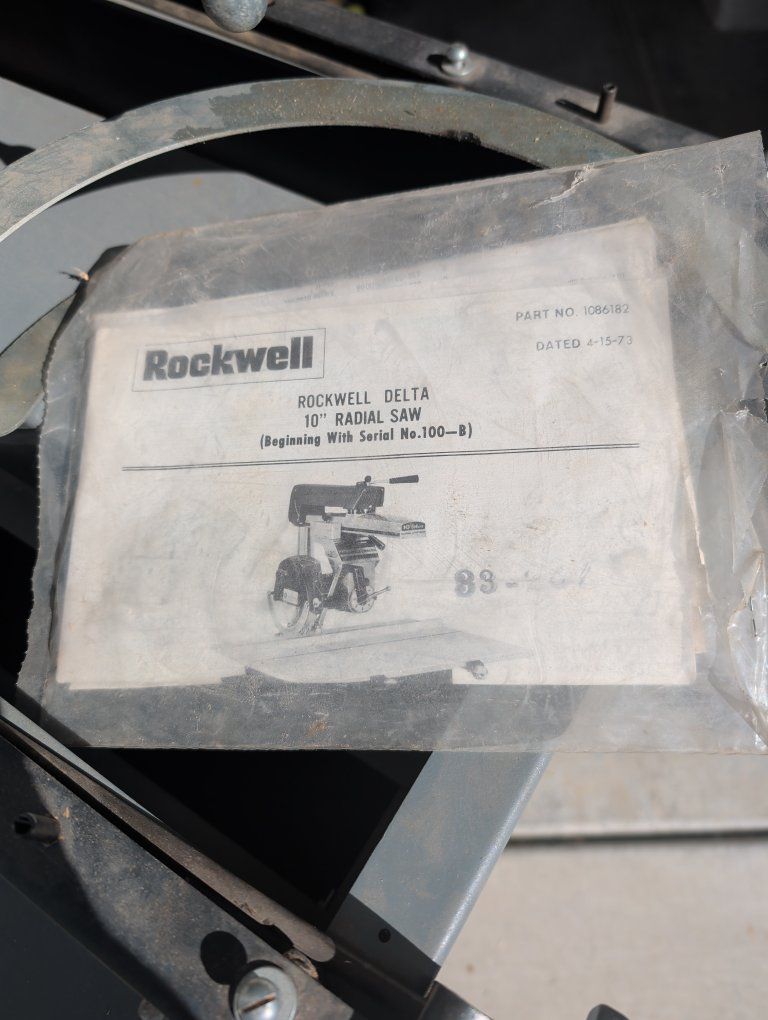 PART NO. 1086182
Rockwell
DATED 4-15-73
ROCKWELL DELTA
10" RADIAL SAW
(Beginning With Serial No.100—B)